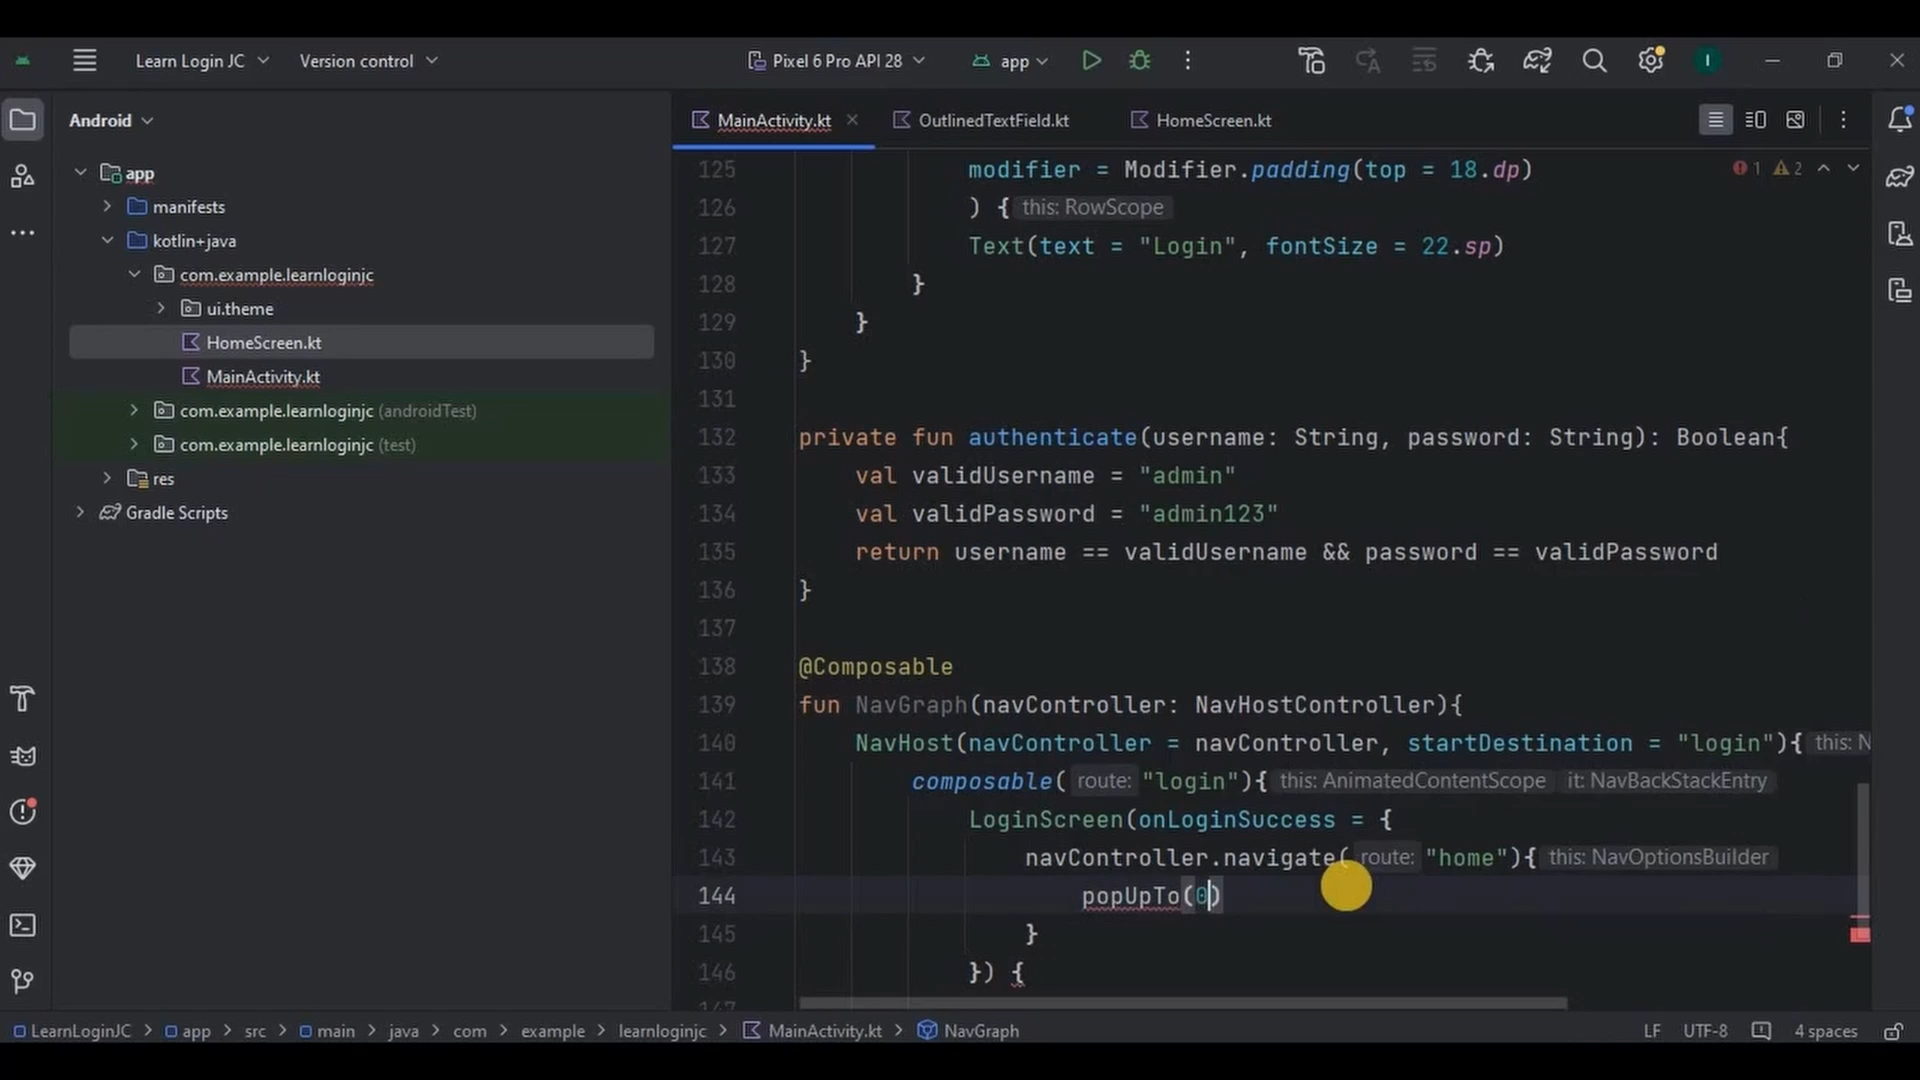 Learn Login JC
Version control
Pixel 6 Pro API 28
app
I
Android
MainActivity.kt
OutlinedTextField.kt
HomeScreen.kt
app
manifests
kotlin+java
com.example.learnloginjc
ui.theme
HomeScreen.kt
MainActivity.kt
com.example.learnloginjc (androidTest)
com.example.learnloginjc (test)
res
Gradle Scripts
1 2
125 modifier = Modifier.padding(top = 18.dp)
126 ) { this: RowScope
127 Text(text = "Login", fontSize = 22.sp)
128 }
129 }
130 }
131
132 private fun authenticate(username: String, password: String): Boolean{
133 val validUsername = "admin"
134 val validPassword = "admin123"
135 return username == validUsername && password == validPassword
136 }
137
138 @Composable
139 fun NavGraph(navController: NavHostController){
140 NavHost(navController = navController, startDestination = "login"){ this: N
141 composable( route: "login"){ this: AnimatedContentScope it: NavBackStackEntry
142 LoginScreen(onLoginSuccess = {
143 navController.navigate( route: "home"){ this: NavOptionsBuilder
144 popUpTo(0)
145 }
146 }) {
LearnLoginJC > app > src > main > java > com > example > learnloginjc > MainActivity.kt > NavGraph
LF UTF-8 4 spaces